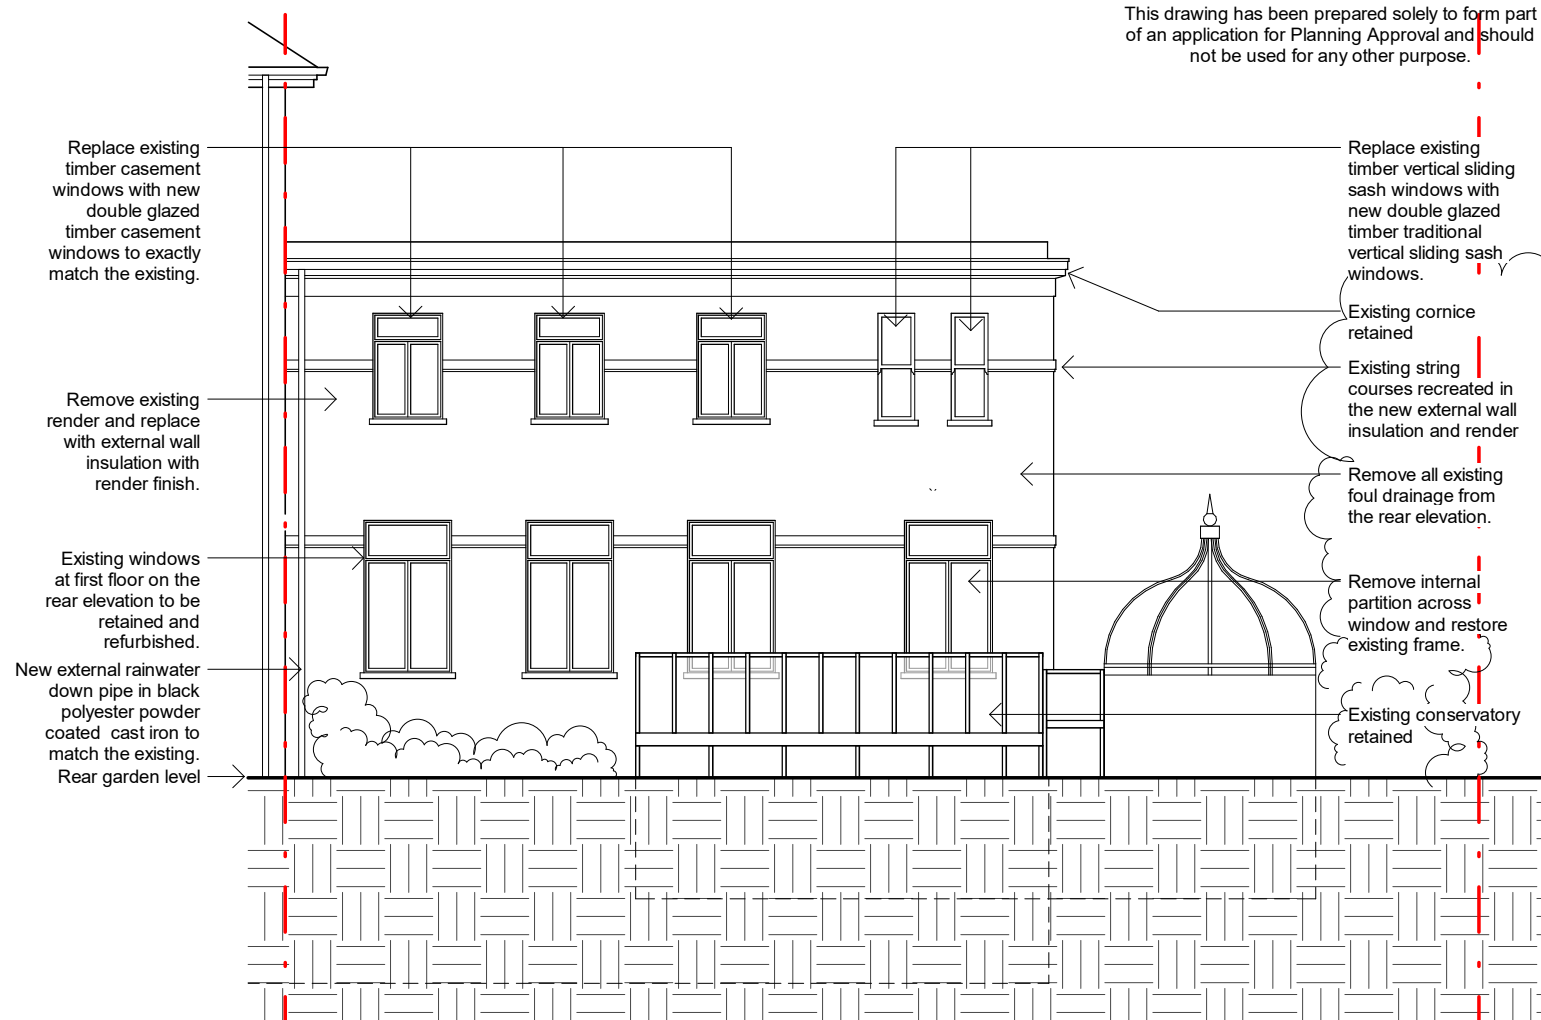 This drawing has been prepared solely to form part
of an application for Planning Approval and should
not be used for any other purpose.
Replace existing
timber casement
windows with new
double glazed
timber casement
windows to exactly
match the existing.
Remove existing
render and replace
with external wall
insulation with
render finish.
Existing windows
at first floor on the
rear elevation to be
retained and
refurbished.
New external rainwater
down pipe in black
polyester powder
coated cast iron to
match the existing.
Rear garden level
Replace existing
timber vertical sliding
sash windows with
new double glazed
timber traditional
vertical sliding sash
windows.
Existing cornice
retained
Existing string
courses recreated in
the new external wall
insulation and render
Remove all existing
foul drainage from
the rear elevation.
Remove internal
partition across
window and restore
existing frame.
Existing conservatory
retained